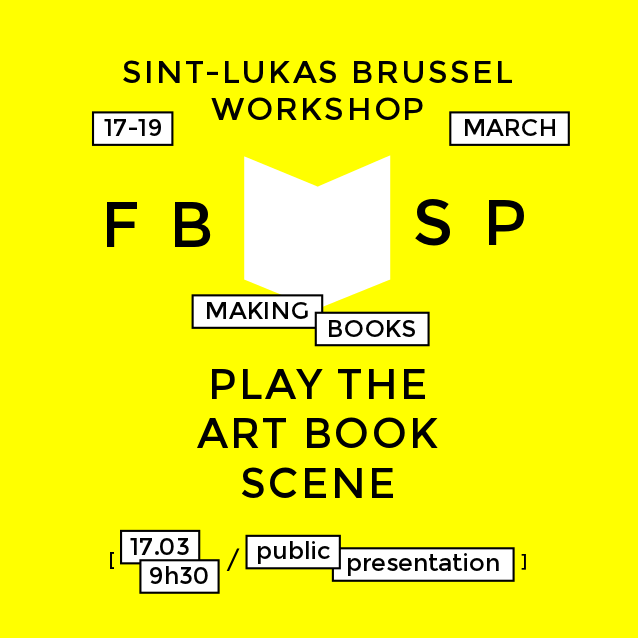 SINT-LUKAS BRUSSEL
WORKSHOP
17-19 MARCH
F B S P
MAKING
BOOKS
PLAY THE
ART BOOK
SCENE
[ 17.03 9h30 / public presentation ]